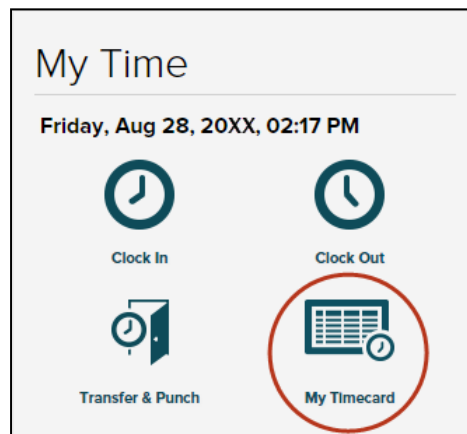 My Time
Friday, Aug 28, 20XX, 02:17 PM
Clock In
Clock Out
Transfer & Punch
My Timecard